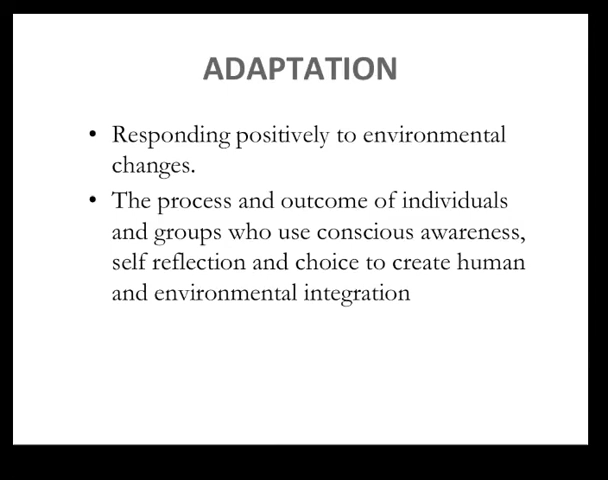 ADAPTATION
• Responding positively to environmental
changes.
• The process and outcome of individuals
and groups who use conscious awareness,
self reflection and choice to create human
and environmental integration